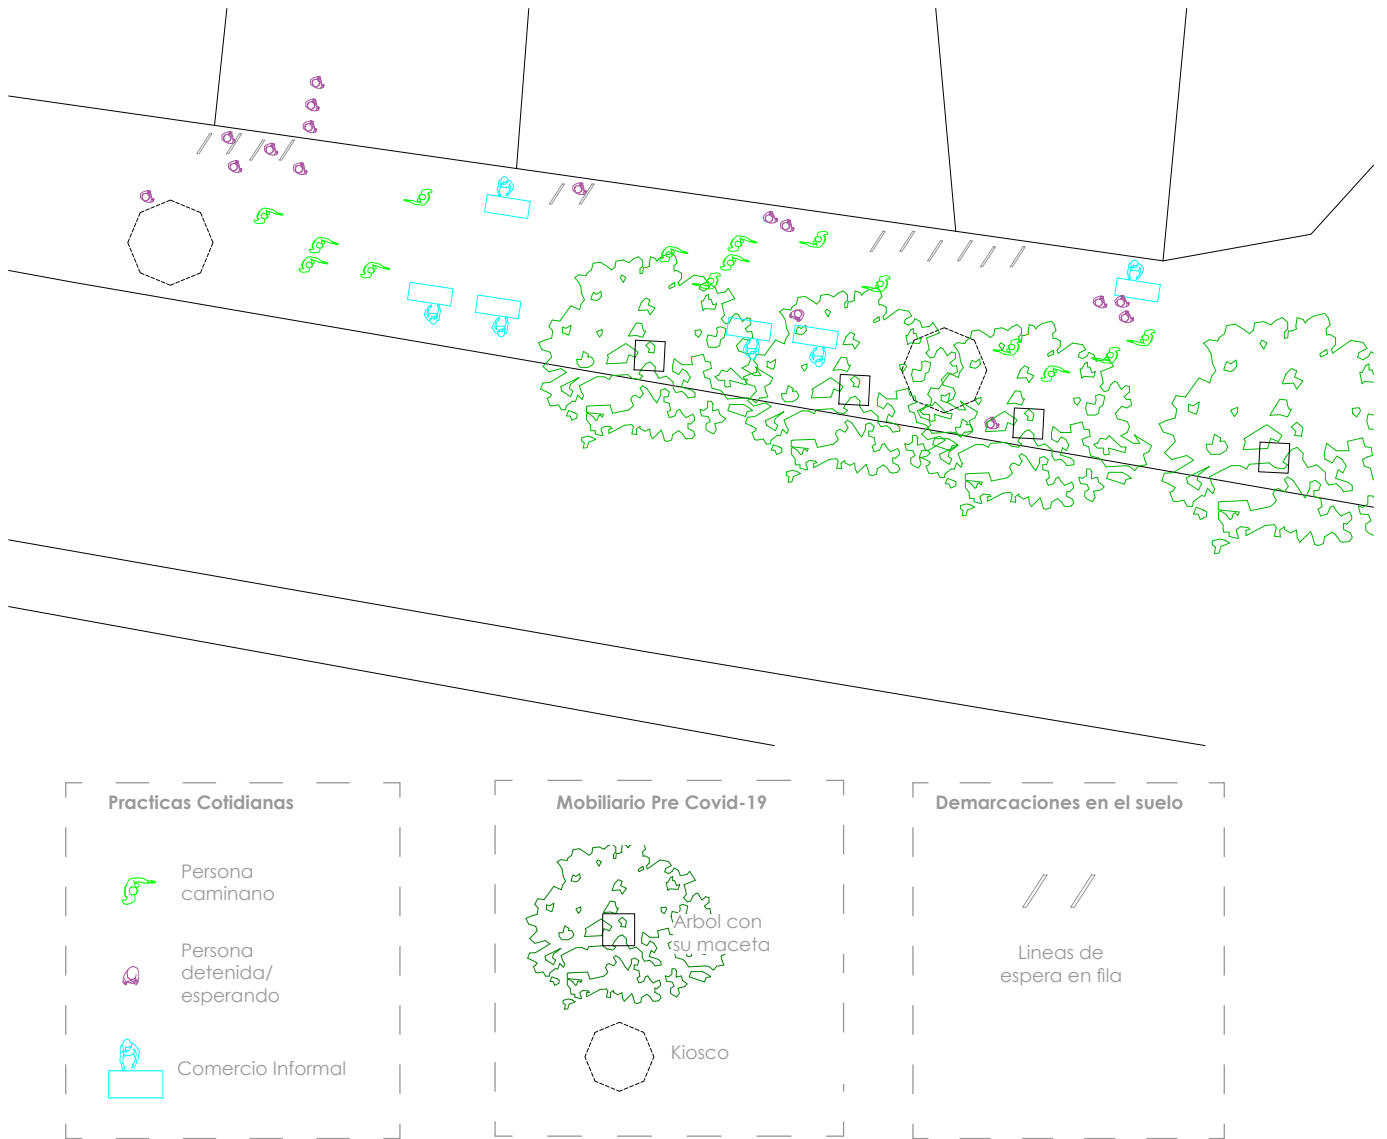 Practicas Cotidianas
Persona
caminano
Persona
detenida/
esperando
Comercio Informal
Mobiliario Pre Covid-19
Arbol con
su maceta
Kiosco
Demarcaciones en el suelo
Lineas de
espera en fila